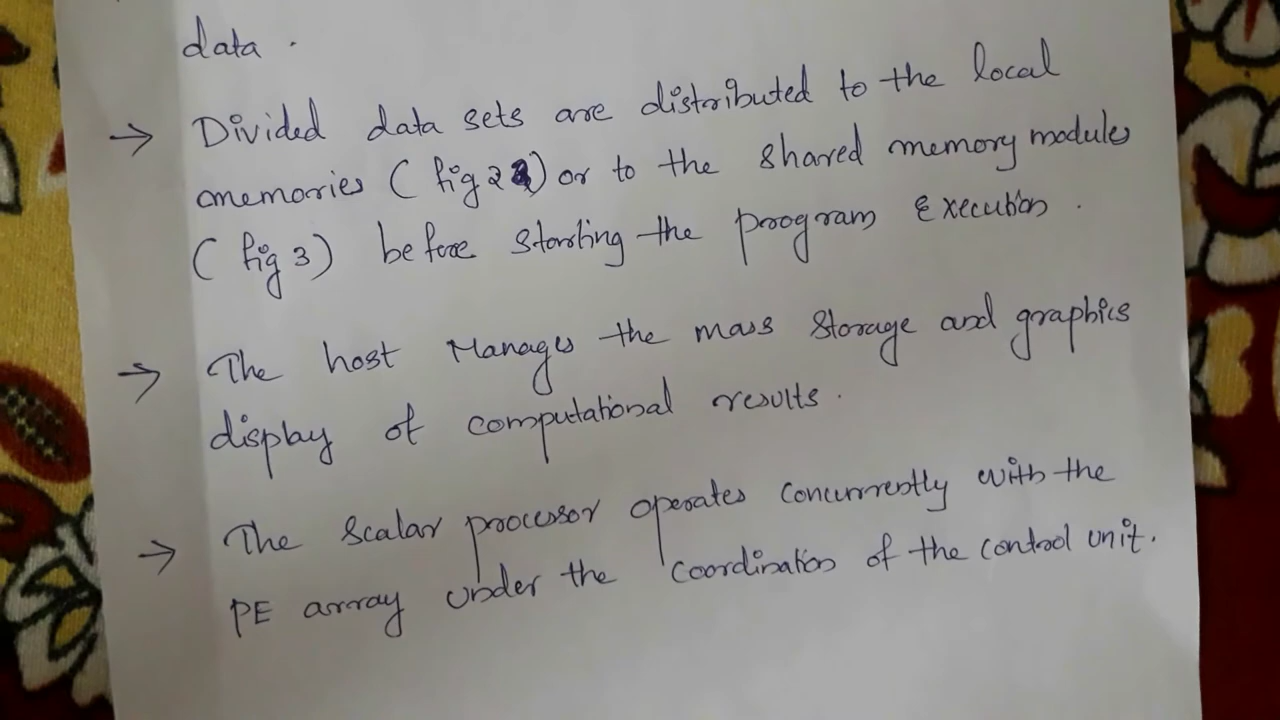 data.
→ Divided data sets are distributed to the local
memories (fig 2) or to the shared memory modules
(fig 3) before starting the program Execution.
→ The host Manages the mass storage and graphics
display of computational results.
→ The scalar processor operates concurrently with the
PE array under the coordination of the control unit.